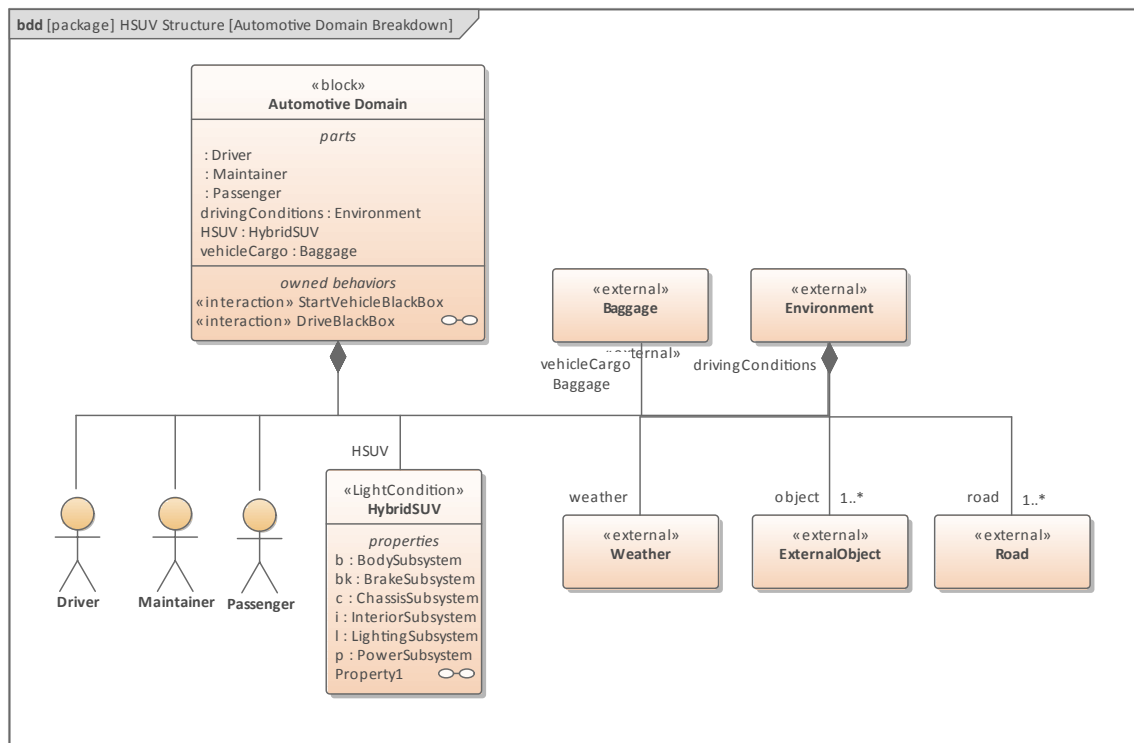 bdd [package] HSUV Structure [Automotive Domain Breakdown]
«block»
Automotive Domain
parts
: Driver
: Maintainer
: Passenger
drivingConditions : Environment
HSUV : HybridSUV
vehicleCargo : Baggage
owned behaviors
«interaction» StartVehicleBlackBox
«interaction» DriveBlackBox
«external»
Baggage
«external»
Environment
«external»
vehicleCargo
Baggage
drivingConditions
HSUV
«LightCondition»
HybridSUV
properties
b : BodySubsystem
bk : BrakeSubsystem
c : ChassisSubsystem
i : InteriorSubsystem
l : LightingSubsystem
p : PowerSubsystem
Property1
Driver
Maintainer
Passenger
weather
object
1..*
road
1..*
«external»
Weather
«external»
ExternalObject
«external»
Road